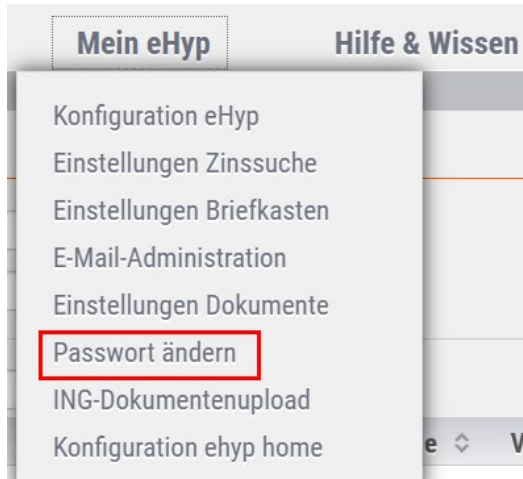 Mein eHyp Hilfe & Wissen
Konfiguration eHyp
Einstellungen Zinssuche
Einstellungen Briefkasten
E-Mail-Administration
Einstellungen Dokumente
Passwort ändern
ING-Dokumentenupload
Konfiguration ehyp home